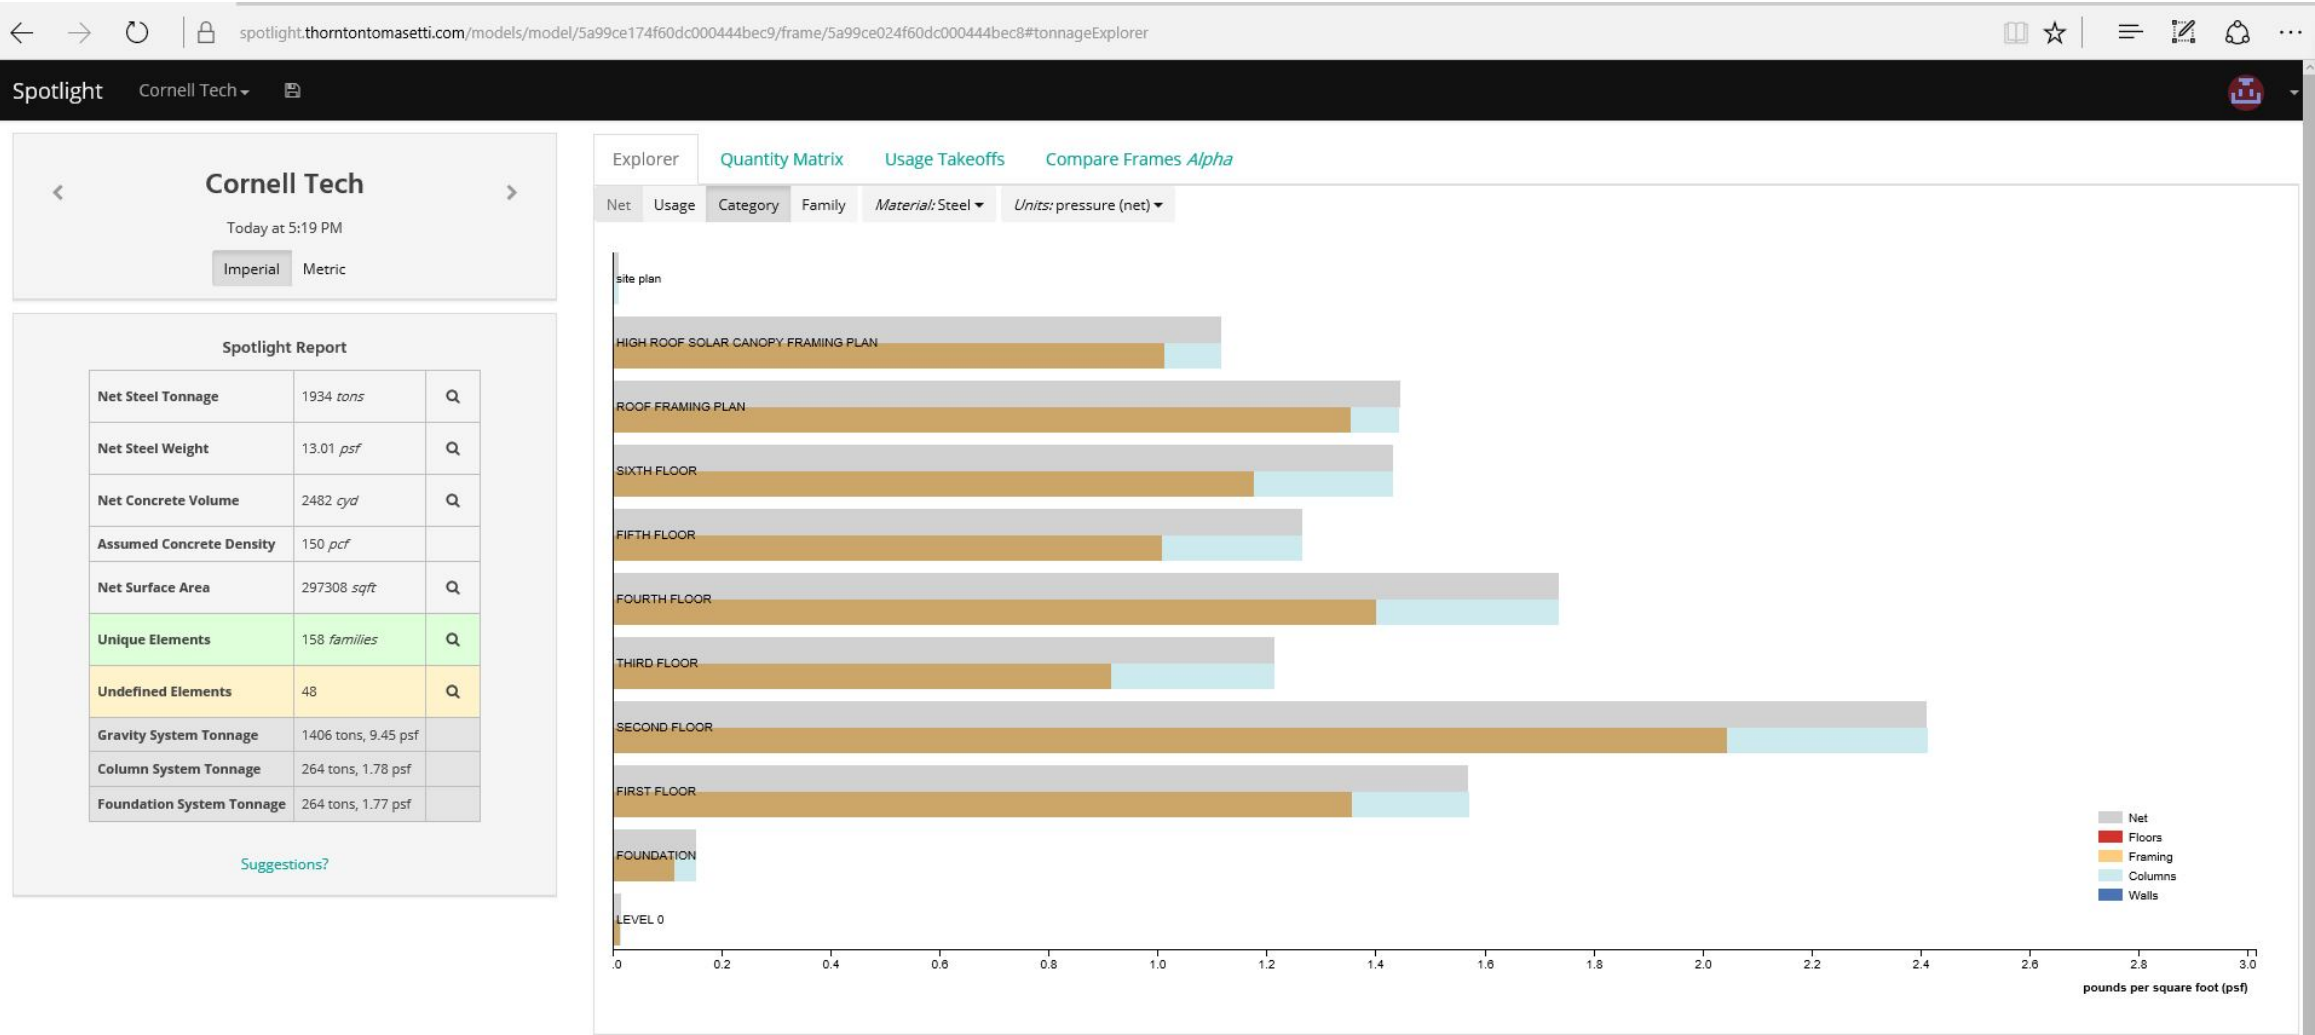 spotlight.thorntontomasetti.com/models/model/5a99ce174f60dc000444bec9/frame/5a99ce024f60dc000444bec8#tonnageExplorer
Spotlight Cornell Tech
Cornell Tech
Today at 5:19 PM
Imperial Metric
Spotlight Report
Net Steel Tonnage 1934 tons
Net Steel Weight 13.01 psf
Net Concrete Volume 2482 cyd
Assumed Concrete Density 150 pcf
Net Surface Area 297308 sqft
Unique Elements 158 families
Undefined Elements 48
Gravity System Tonnage 1406 tons, 9.45 psf
Column System Tonnage 264 tons, 1.78 psf
Foundation System Tonnage 264 tons, 1.77 psf
Suggestions?
Explorer Quantity Matrix Usage Takeoffs Compare Frames Alpha
Net Usage Category Family Material: Steel Units: pressure (net)
site plan
HIGH ROOF SOLAR CANOPY FRAMING PLAN
ROOF FRAMING PLAN
SIXTH FLOOR
FIFTH FLOOR
FOURTH FLOOR
THIRD FLOOR
SECOND FLOOR
FIRST FLOOR
FOUNDATION
LEVEL 0
Net
Floors
Framing
Columns
Walls
.0 0.2 0.4 0.6 0.8 1.0 1.2 1.4 1.6 1.8 2.0 2.2 2.4 2.6 2.8 3.0
pounds per square foot (psf)